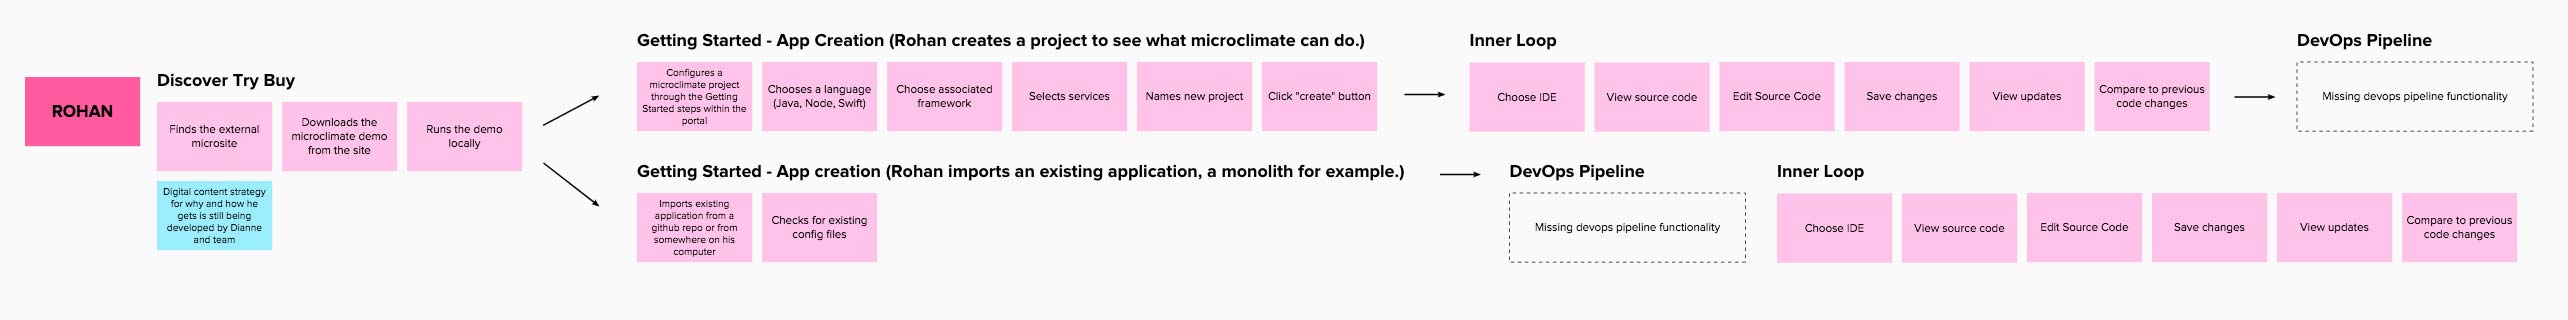 ROHAN
Discover Try Buy
Finds the external
microsite
Downloads the
microclimate demo
from the site
Runs the demo
locally
Digital content strategy
for why and how he
gets is still being
developed by Dianne
and team
Getting Started - App Creation (Rohan creates a project to see what microclimate can do.)
Configures a
microclimate project
through the Getting
Started steps within the
portal
Chooses a language
(Java, Node, Swift)
Choose associated
framework
Selects services
Names new project
Click "create" button
Inner Loop
Choose IDE
View source code
Edit Source Code
Save changes
View updates
Compare to previous
code changes
DevOps Pipeline
Missing devops pipeline functionality
Getting Started - App creation (Rohan imports an existing application, a monolith for example.)
Imports existing
application from a
github repo or from
somewhere on his
computer
Checks for existing
config files
DevOps Pipeline
Missing devops pipeline functionality
Inner Loop
Choose IDE
View source code
Edit Source Code
Save changes
View updates
Compare to previous
code changes